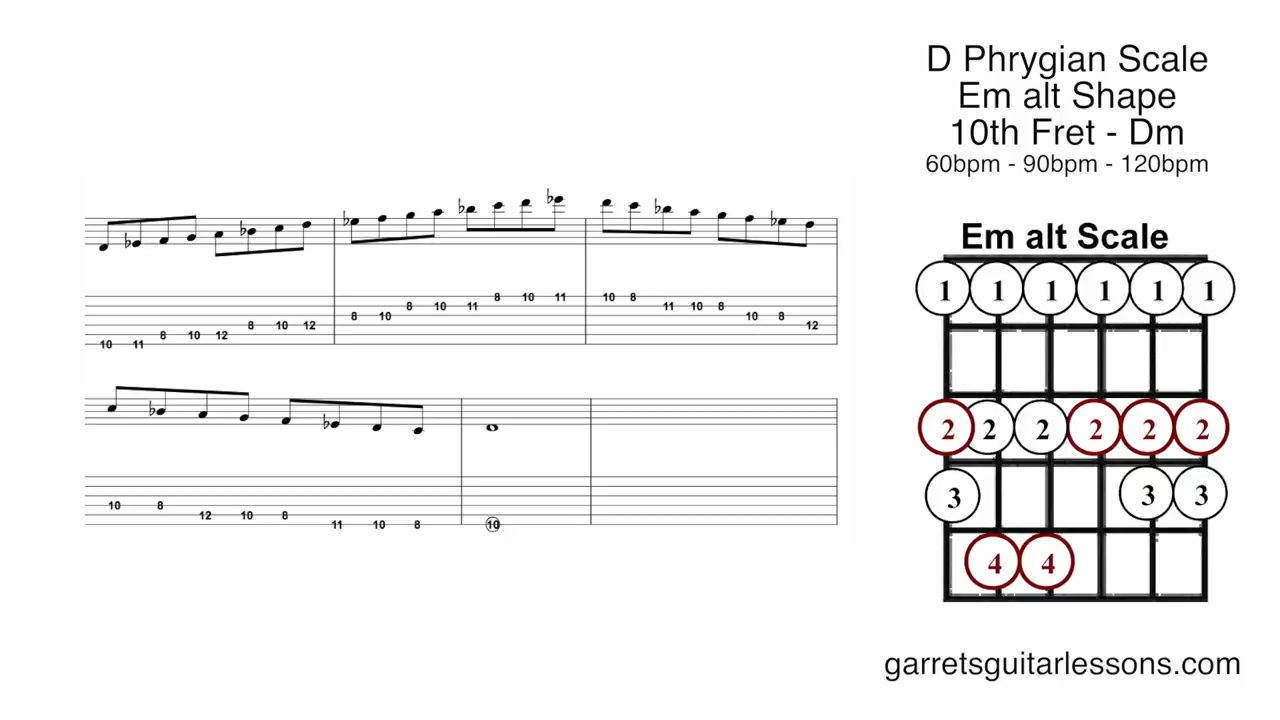 D Phrygian Scale
Em alt Shape
10th Fret - Dm
60bpm - 90bpm - 120bpm
10 11 8 10 12 8 10 12 8 10 8 10 11 8 10 11 10 8 11 10 8 10 8 12
10 8 12 10 8 11 10 8 10
Em alt Scale
1 1 1 1 1 1
2 2 2 2 2 2
3 3 3
4 4
garretsguitarlessons.com